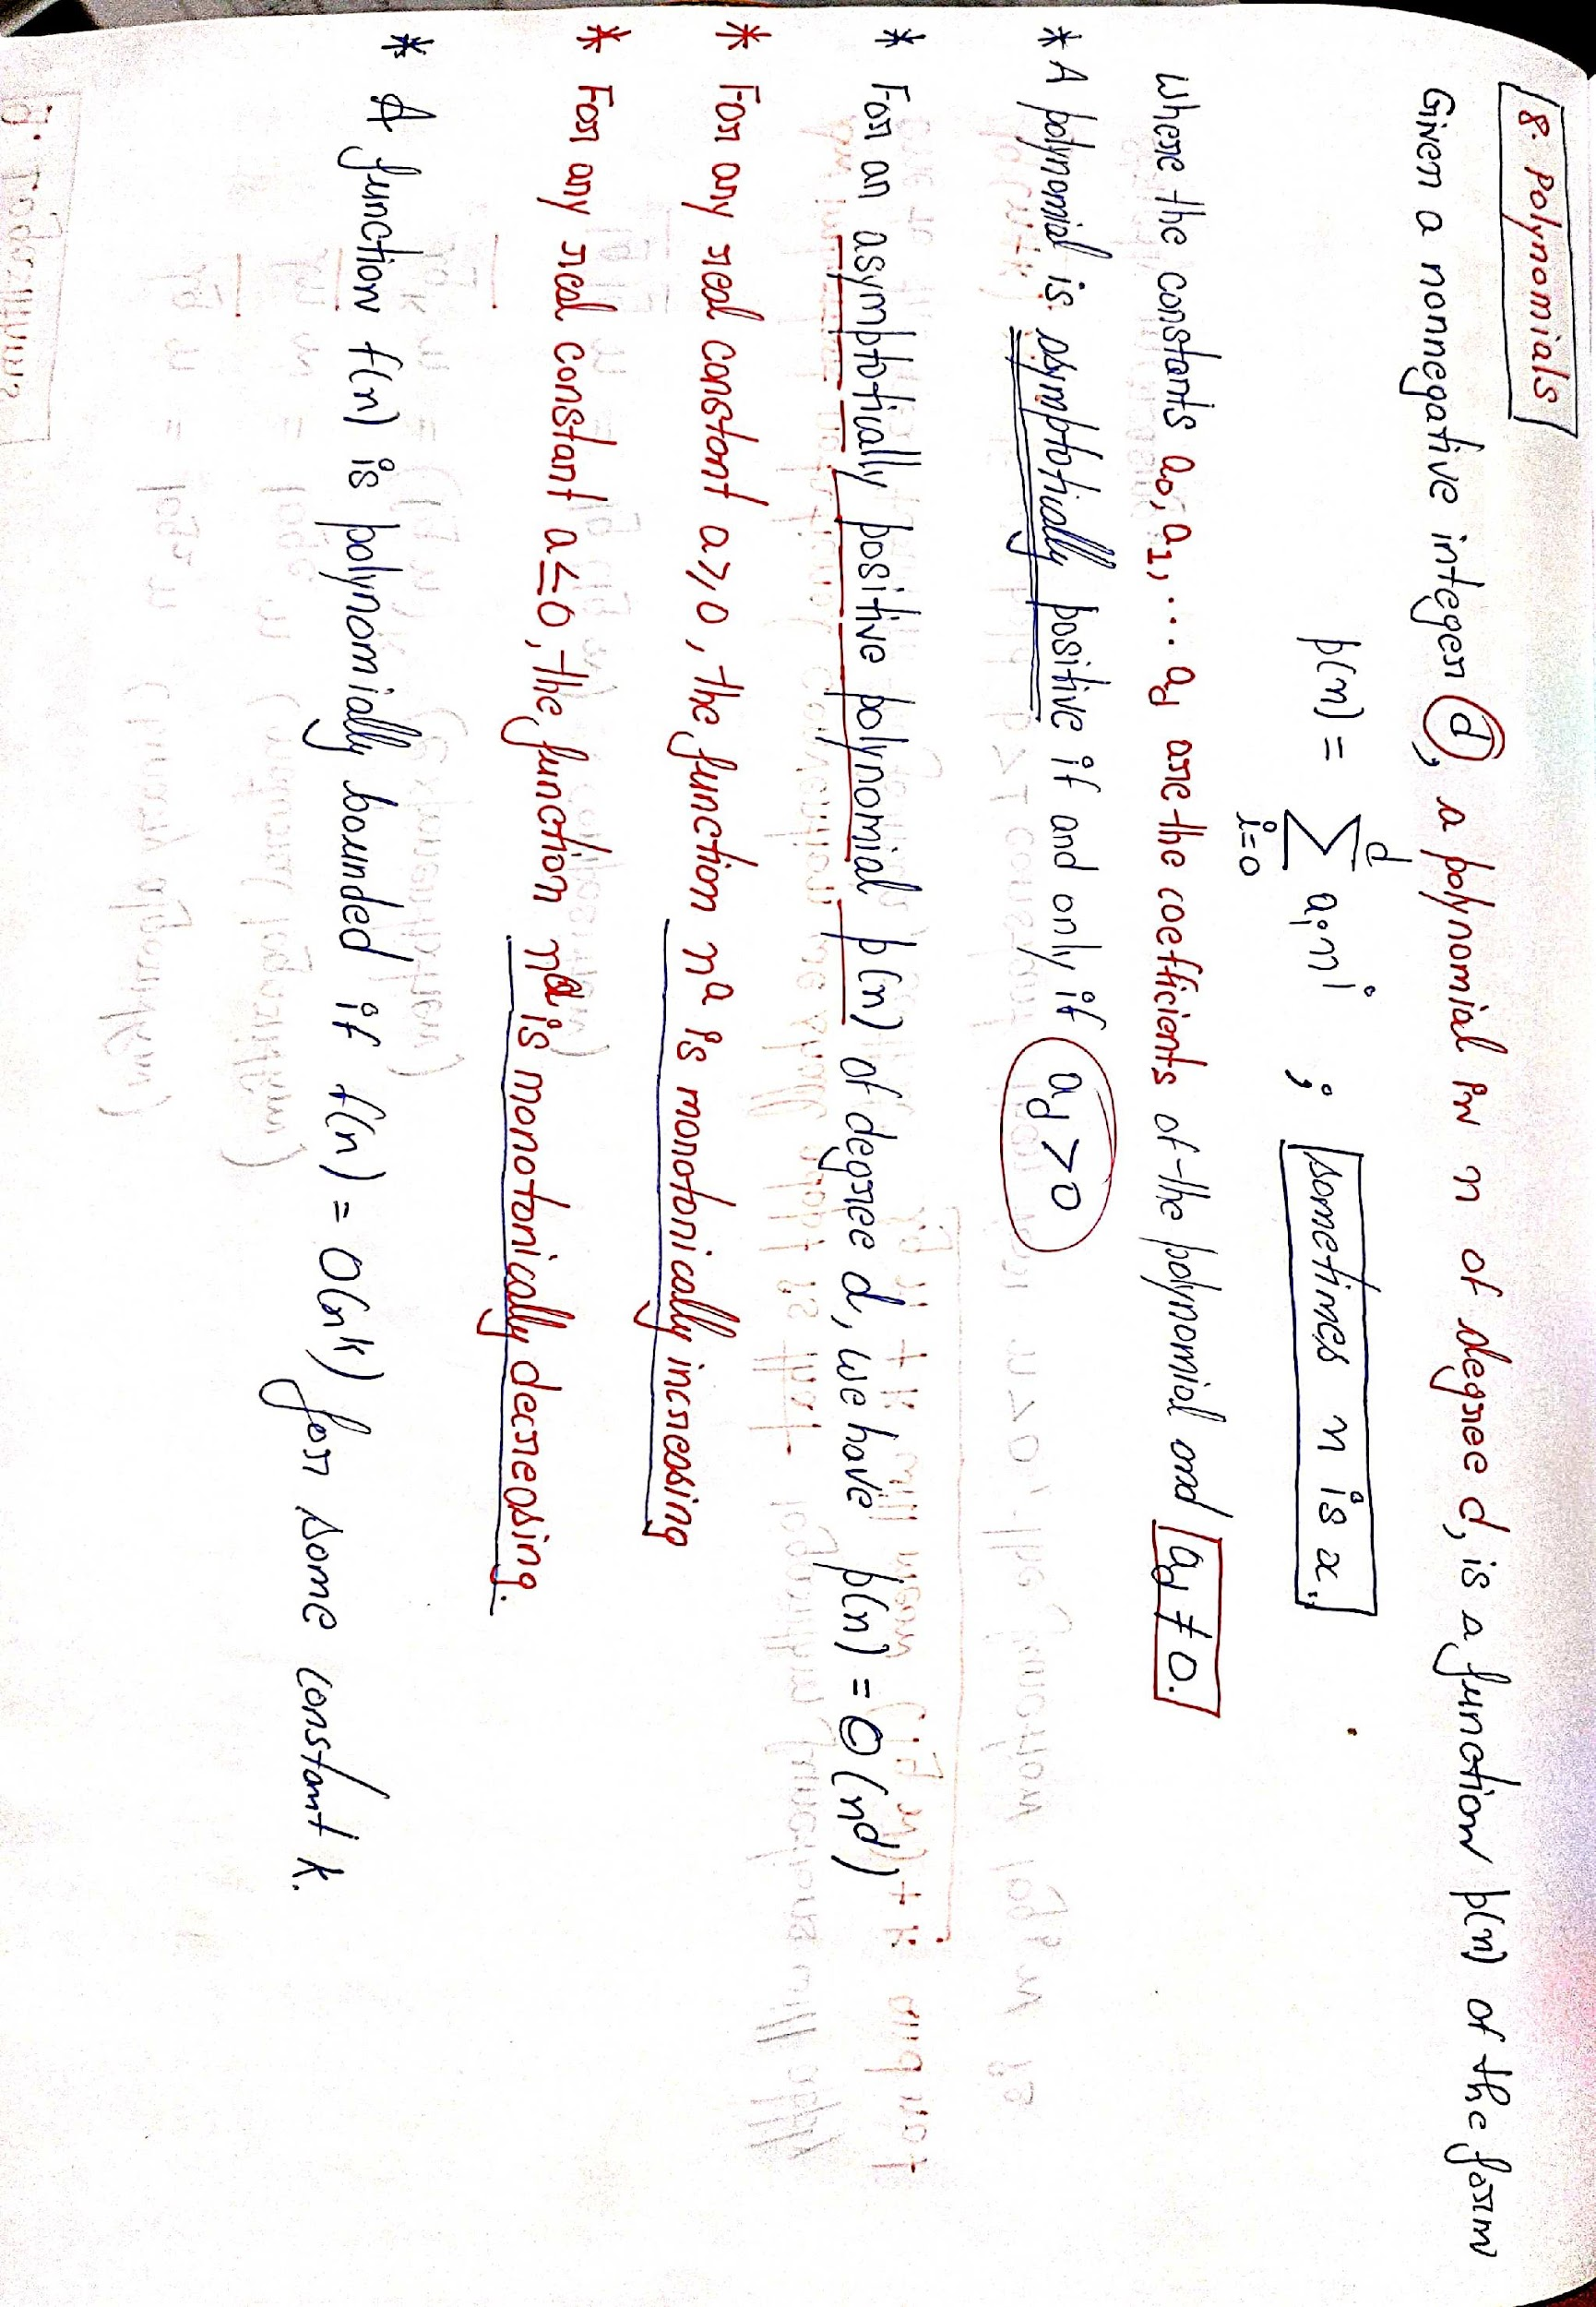 8. Polynomials
Given a nonnegative integer d, a polynomial in n of degree d, is a function p(n) of the form
p(n) = ∑_{i=0}^{d} a_i n^i ; sometimes n is x.
where the constants a₀, a₁, ... a_d are the coefficients of the polynomial and a_d ≠ 0.
* A polynomial is asymptotically positive if and only if a_d > 0
* For an asymptotically positive polynomial p(n) of degree d, we have p(n) = Θ(n^d)
* For any real constant a ≥ 0, the function n^a is monotonically increasing
* For any real constant a ≤ 0, the function n^a is monotonically decreasing.
* A function f(n) is polynomially bounded if f(n) = O(n^k) for some constant k.